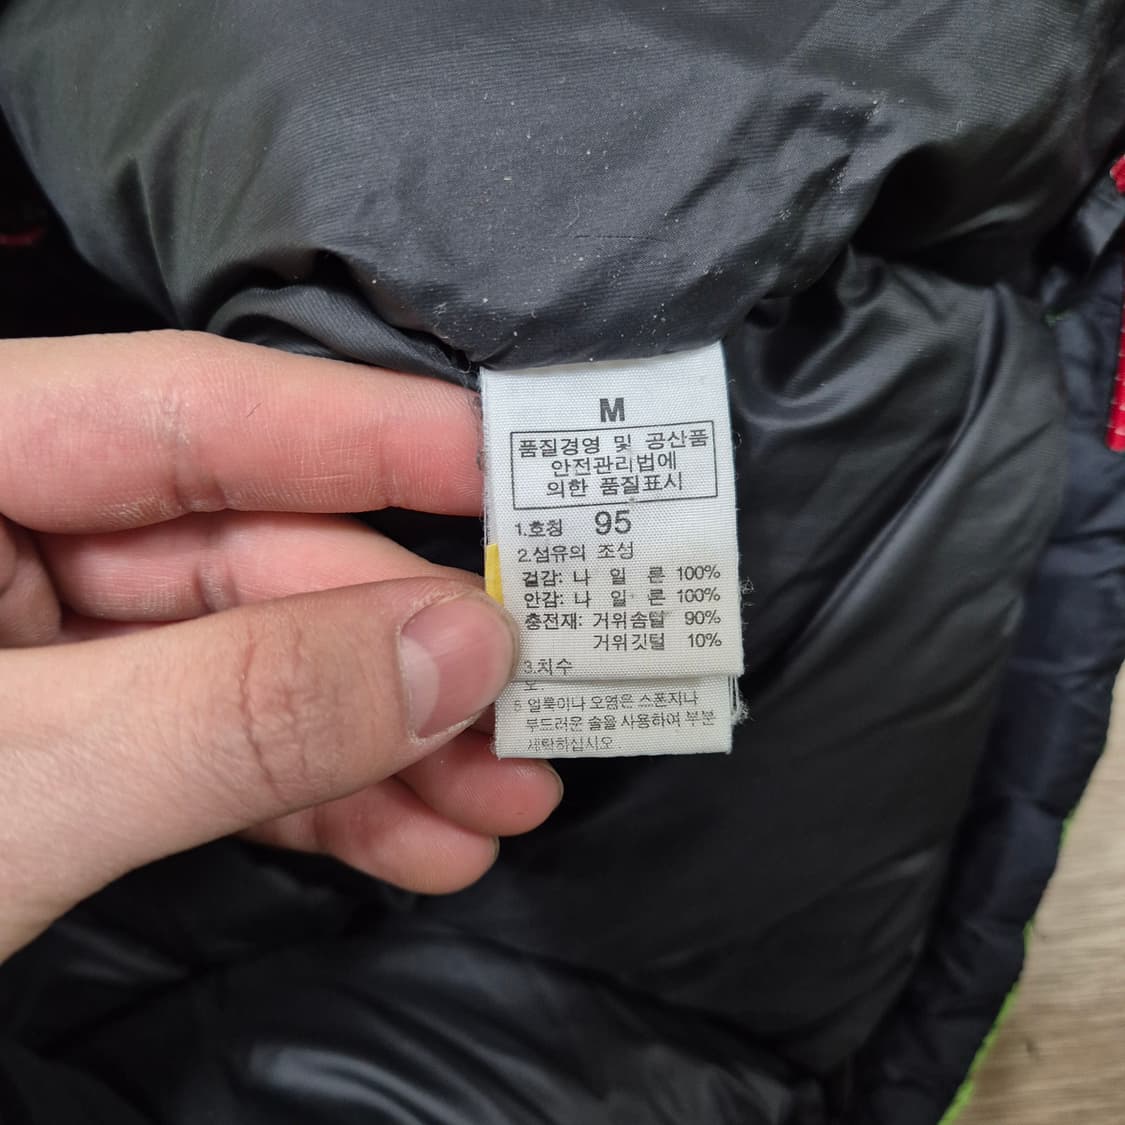 M
품질경영 및 공산품
안전관리법에
의한 품질표시
1.호칭 95
2.섬유의 조성
겉감: 나 일 론 100%
안감: 나 일 론 100%
충전재: 거위솜털 90%
거위깃털 10%
3.치수
오.
5 얼룩이나 오염은 스폰지나
부드러운 솔을 사용하여 부분
세탁하십시오.